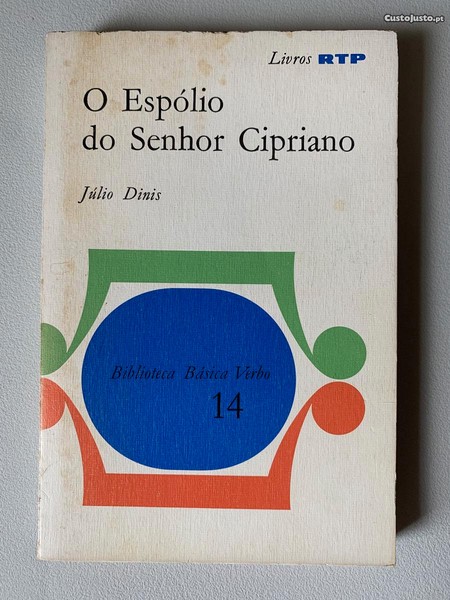 CustoJusto.pt
Livros RTP
O Espólio
do Senhor Cipriano
Júlio Dinis
Biblioteca Básica Verbo
14